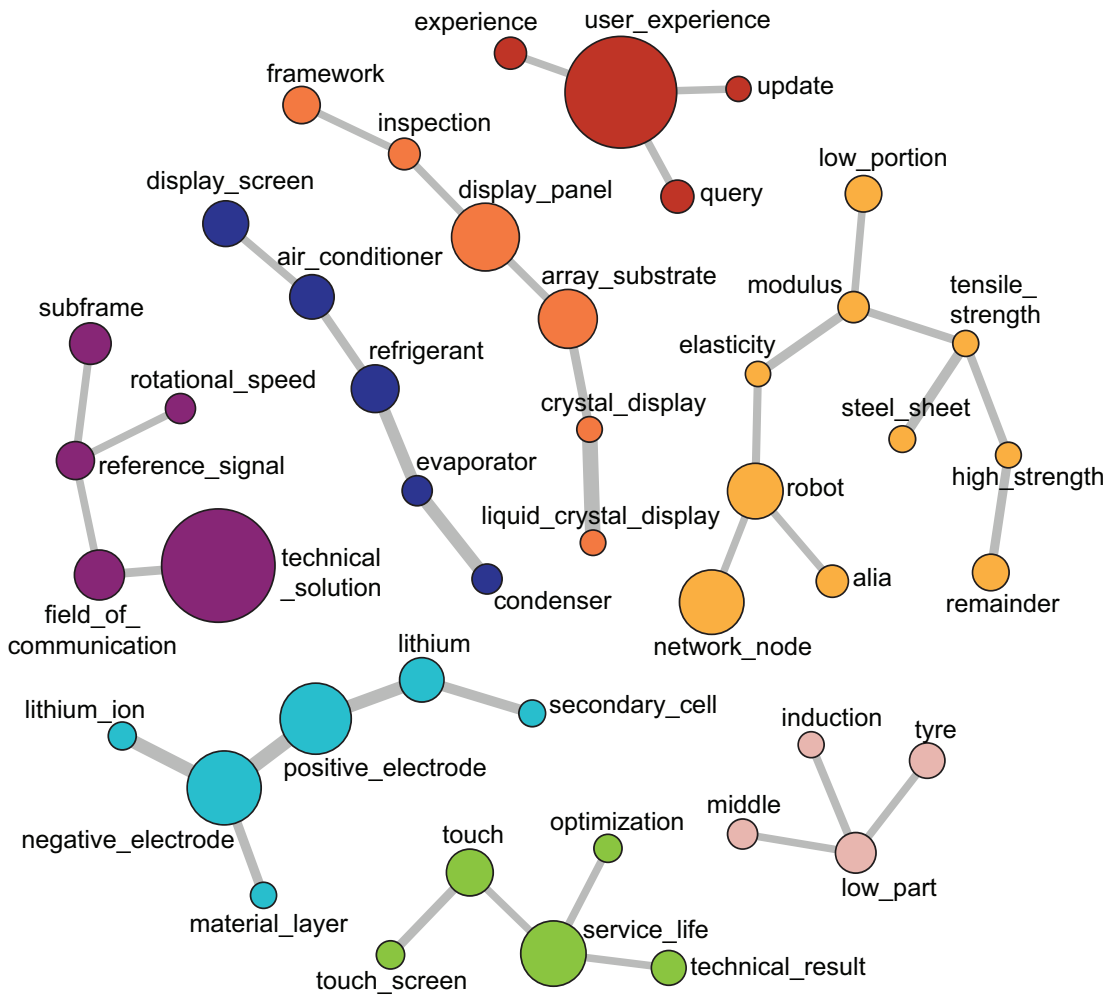 user_experience
experience
update
query
framework
inspection
display_panel
array_substrate
crystal_display
liquid_crystal_display
display_screen
air_conditioner
refrigerant
evaporator
condenser
low_portion
modulus
tensile_
strength
elasticity
steel_sheet
high_strength
robot
alia
remainder
network_node
subframe
rotational_speed
reference_signal
technical
_solution
field_of_
communication
lithium
lithium_ion
secondary_cell
positive_electrode
negative_electrode
material_layer
induction
tyre
middle
low_part
optimization
touch
service_life
touch_screen
technical_result